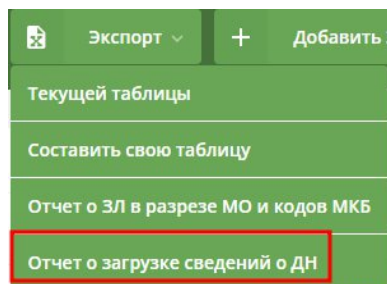 Экспорт + Добавить
Текущей таблицы
Составить свою таблицу
Отчет о ЗЛ в разрезе МО и кодов МКБ
Отчет о загрузке сведений о ДН